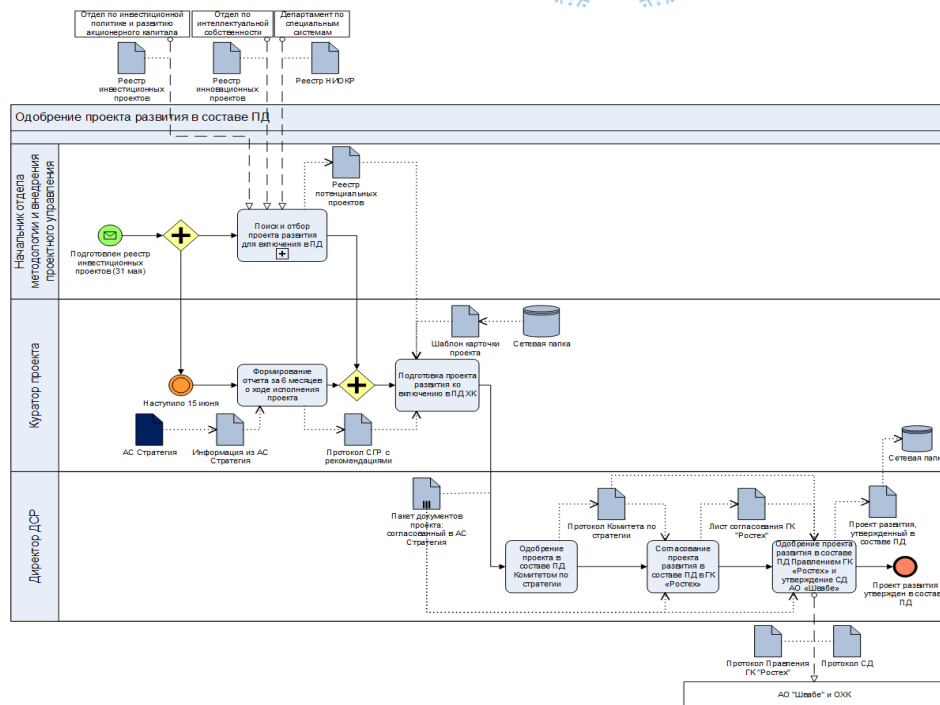 Отдел по инвестиционной
политике и развитию
акционерного капитала
Отдел по
интеллектуальной
собственности
Департамент по
специальным
системам
Реестр
инвестиционных
проектов
Реестр
инновационных
проектов
Реестр НИОКР
Одобрение проекта развития в составе ПД
Начальник отдела
методологии и внедрения
проектного управления
Реестр
потенциальных
проектов
Поиск и отбор
проекта развития
для включения в ПД
Подготовлен реестр
инвестиционных
проектов (31 мая)
Куратор проекта
Шаблон карточки
проекта
Сетевая папка
Формирование
отчета за 6 месяцев
о ходе исполнения
проекта
Подготовка проекта
развития ко
включению в ПД ХК
Наступило 15 июня
АС Стратегия
Информация из АС
Стратегия
Протокол СГР с
рекомендациями
Сетевая папк
Директор ДСР
Пакет документов
проекта:
согласованный в АС
Стратегия
Протокол Комитета по
стратегии
Лист согласования ГК
"Ростех"
Проект развития,
утвержденный в
составе ПД
Одобрение
проекта в
составе ПД
Комитетом по
стратегии
Согласование
проекта
развития в
составе ПД в ГК
«Ростех»
Одобрение проекта
развития в составе
ПД Правлением ГК
«Ростех» и
утверждение СД
АО «Швабе»
Проект развития
утвержден в состав
ПД
Протокол Правления
ГК "Ростех"
Протокол СД
АО "Швабе" и ОХК